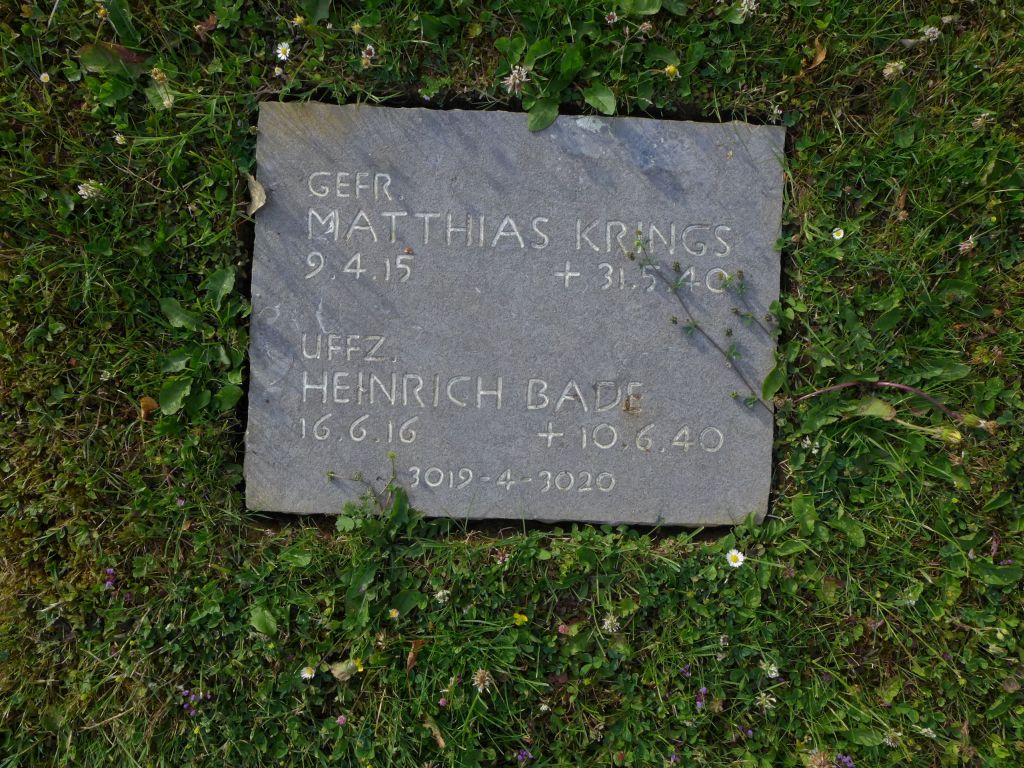 GEFR.
MATTHIAS KRINGS
9.4.15 + 31.5.40
UFFZ.
HEINRICH BADE
16.6.16 + 10.6.40
3019-4-3020